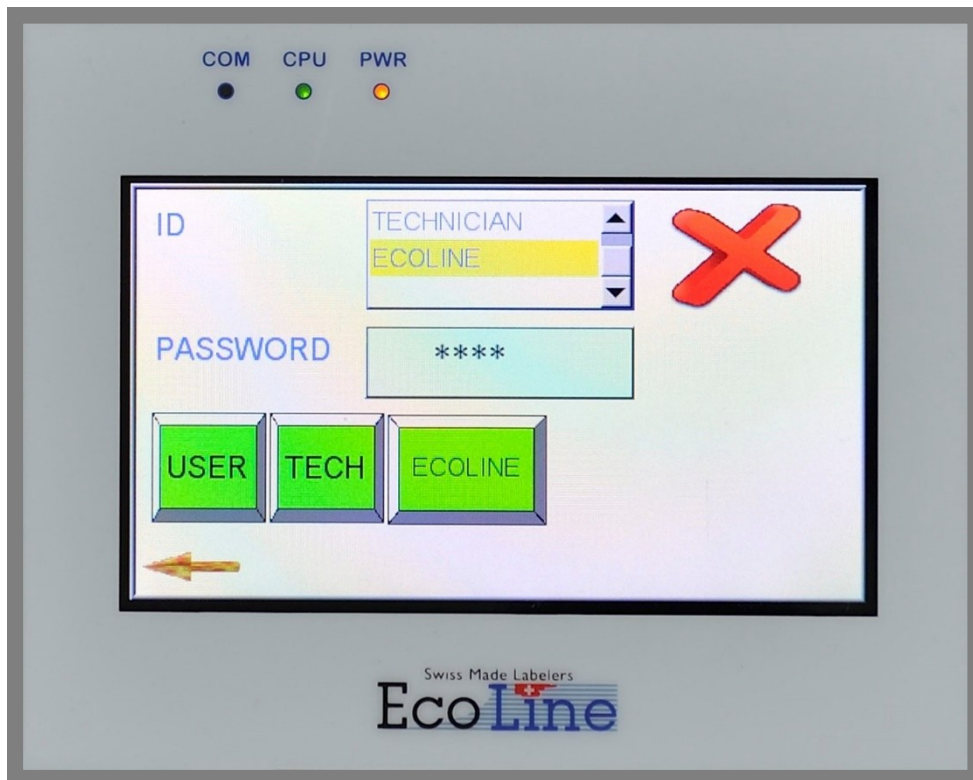 COM CPU PWR
ID
TECHNICIAN
ECOLINE
PASSWORD
****
USER TECH ECOLINE
Swiss Made Labelers
EcoLine